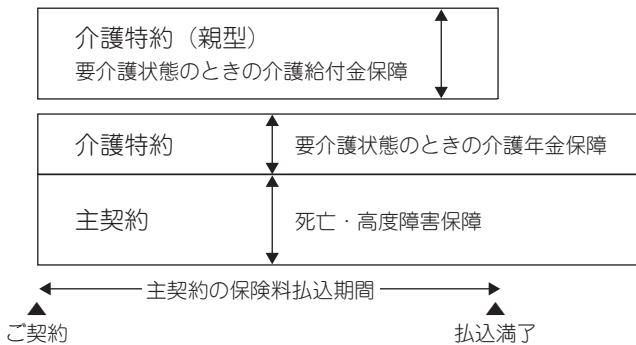 介護特約（親型）
要介護状態のときの介護給付金保障
介護特約
要介護状態のときの介護年金保障
主契約
死亡・高度障害保障
主契約の保険料払込期間
ご契約
払込満了